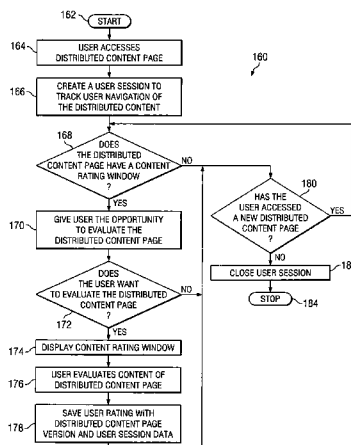 162
START
164
USER ACCESSES
DISTRIBUTED CONTENT PAGE
160
166
CREATE A USER SESSION TO
TRACK USER NAVIGATION OF
THE DISTRIBUTED CONTENT
168
DOES
THE DISTRIBUTED
CONTENT PAGE HAVE A CONTENT
RATING WINDOW
?
NO
YES
180
HAS THE
USER ACCESSED
A NEW DISTRIBUTED
CONTENT PAGE
?
YES
NO
170
GIVE USER THE OPPORTUNITY
TO EVALUATE THE
DISTRIBUTED CONTENT PAGE
CLOSE USER SESSION
STOP
184
DOES
THE USER WANT
TO EVALUATE THE DISTRIBUTED
CONTENT PAGE
?
172
NO
YES
174
DISPLAY CONTENT RATING WINDOW
176
USER EVALUATES CONTENT OF
DISTRIBUTED CONTENT PAGE
178
SAVE USER RATING WITH
DISTRIBUTED CONTENT PAGE
VERSION AND USER SESSION DATA